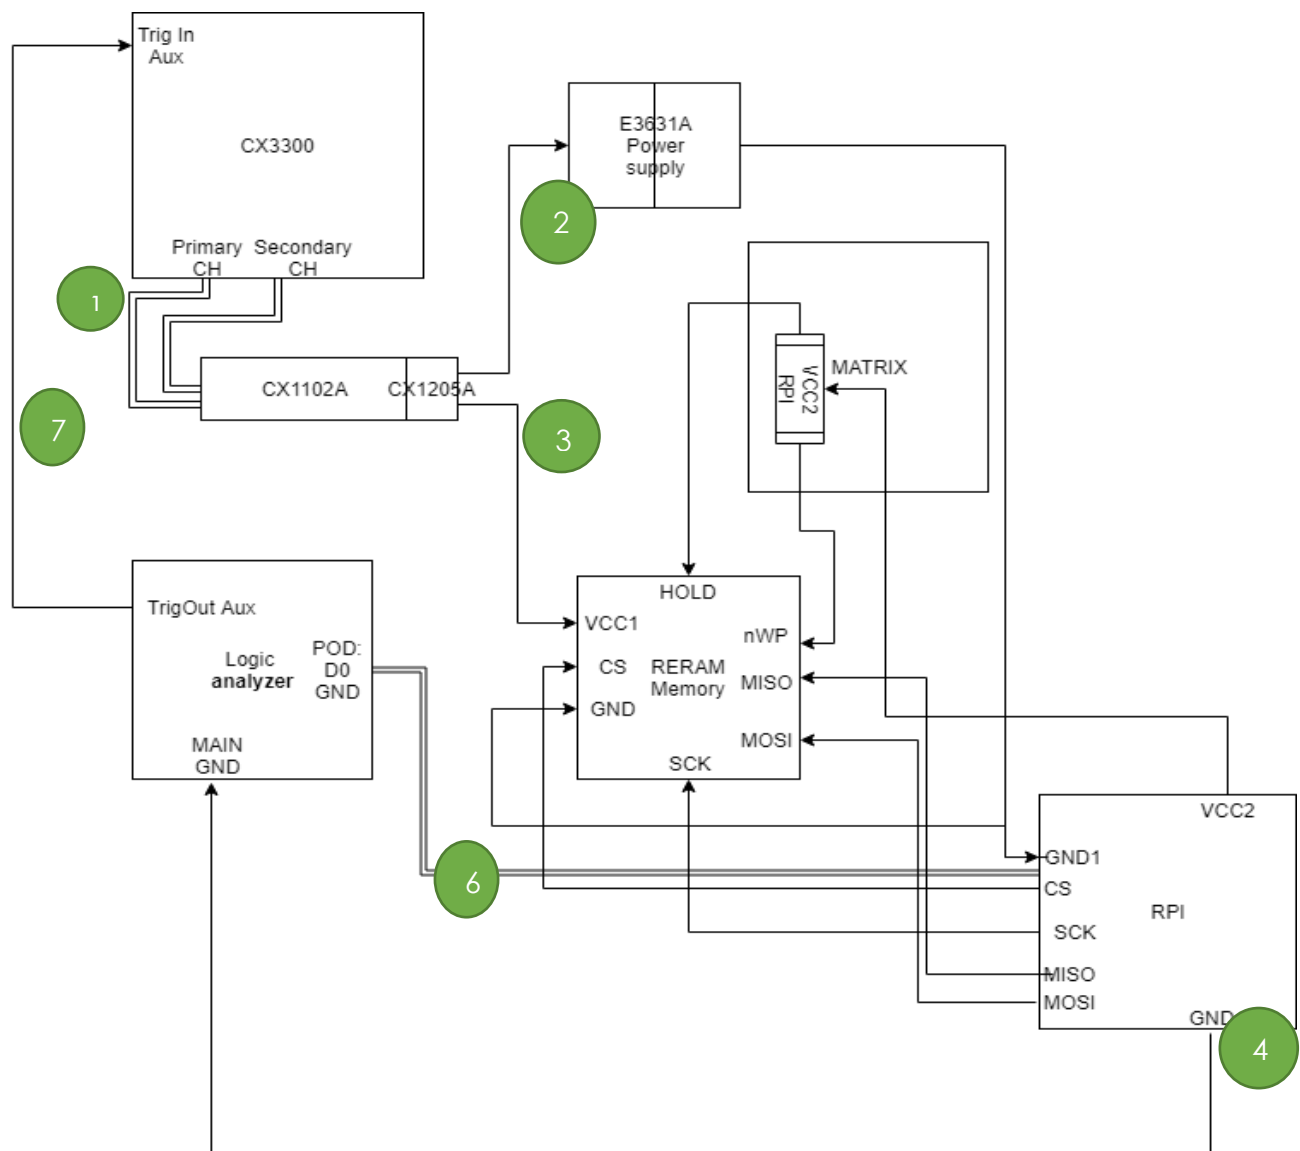 Trig In
Aux
CX3300
Primary
CH
Secondary
CH
1
E3631A
Power
supply
2
CX1102A
CX1205A
3
7
VCC2
RPI
MATRIX
TrigOut Aux
Logic
analyzer
POD:
D0
GND
MAIN
GND
HOLD
VCC1
nWP
CS
RERAM
Memory
MISO
GND
MOSI
SCK
6
VCC2
GND1
CS
RPI
SCK
MISO
MOSI
GND
4